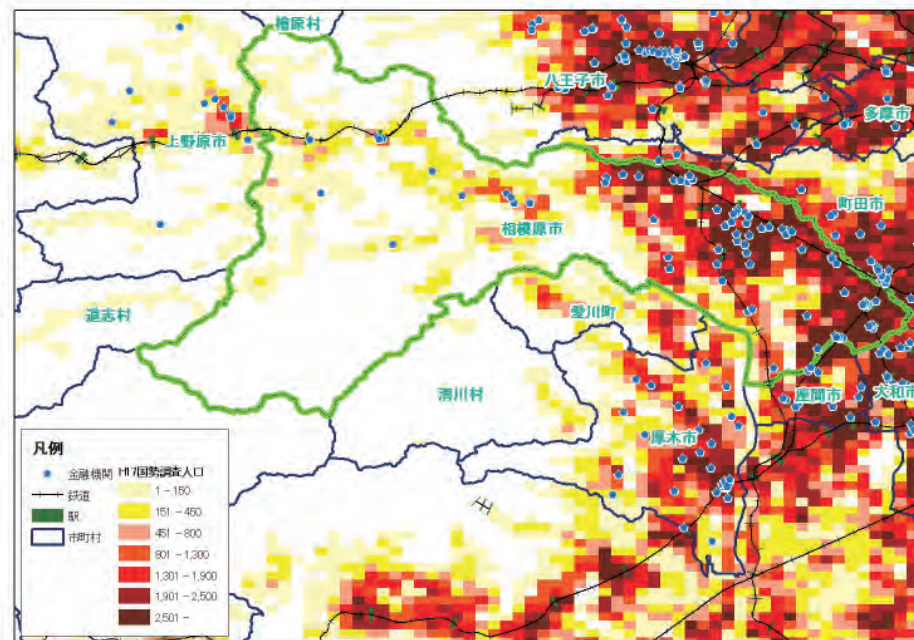 檜原村
八王子市
多摩市
上野原市
町田市
相模原市
道志村
愛川町
清川村
座間市
大和市
厚木市
凡例
金融機関
鉄道
駅
市町村
H17国勢調査人口
1 - 150
151 - 450
451 - 800
801 - 1,300
1,301 - 1,900
1,901 - 2,500
2,501 -